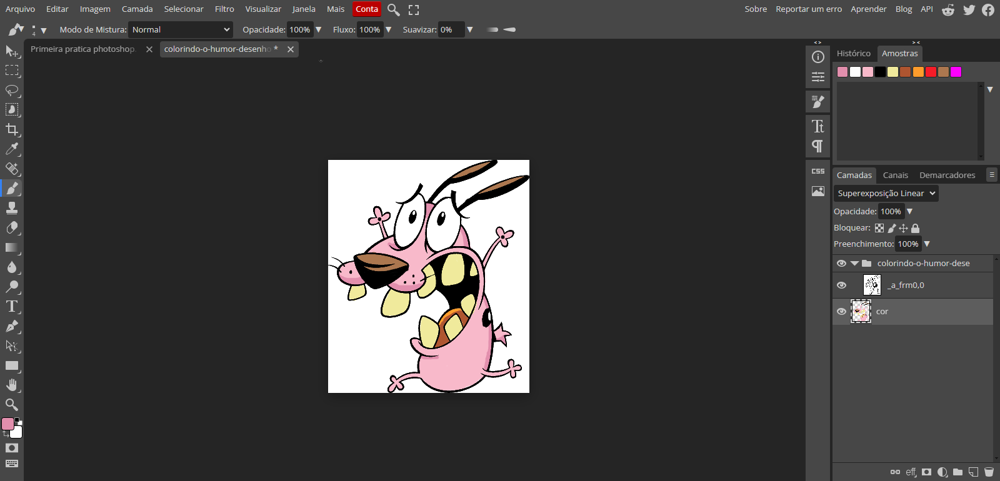 Arquivo Editar Imagem Camada Selecionar Filtro Visualizar Janela Mais Conta Sobre Reportar um erro Aprender Blog API
4 Modo de Mistura: Normal Opacidade: 100% Fluxo: 100% Suavizar: 0%
Primeira pratica photoshop. colorindo-o-humor-desenho *
Histórico Amostras
Tt
CSS
Camadas Canais Demarcadores
Superexposição Linear
Opacidade: 100%
Bloquear:
Preenchimento: 100%
colorindo-o-humor-dese
_a_frm0,0
cor
eff